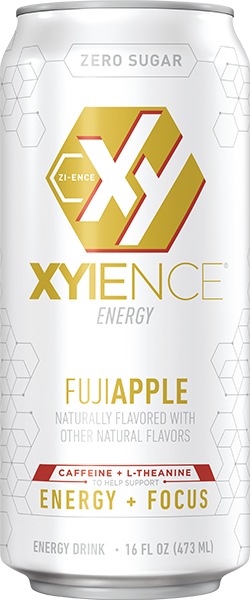 ZERO SUGAR
ZI-ENCE
XY
XYIENCE®
ENERGY
FUJIAPPLE
NATURALLY FLAVORED WITH
OTHER NATURAL FLAVORS
CAFFEINE + L-THEANINE
TO HELP SUPPORT
ENERGY + FOCUS
ENERGY DRINK • 16 FL OZ (473 ML)